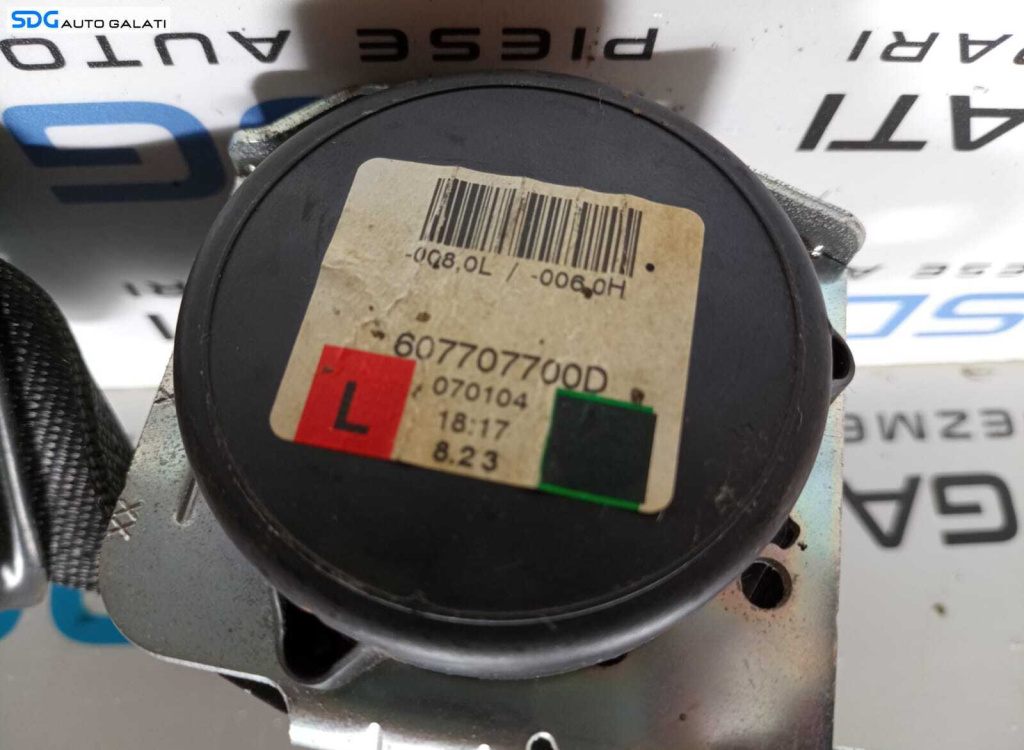 SDG AUTO GALATI
AUTO PIESE
-008,0L / -006,0H
607707700D
/ 070104
L
18:17
8.23